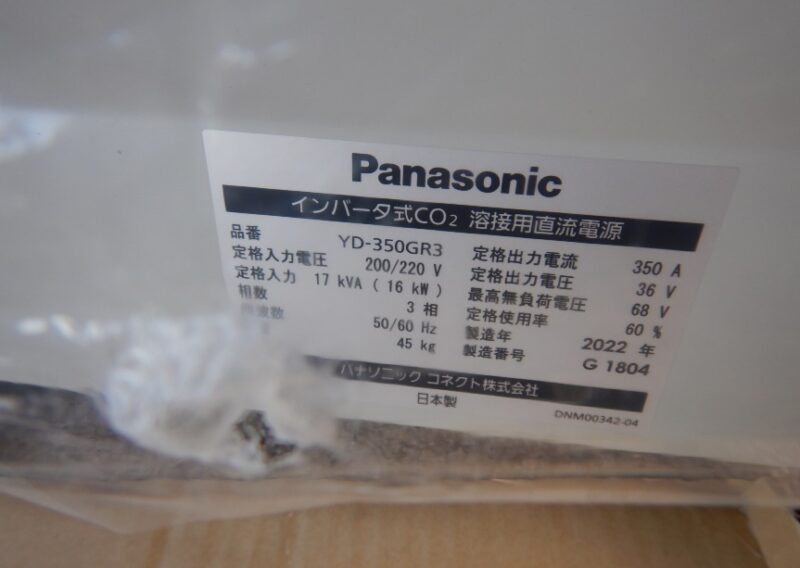 Panasonic
インバータ式CO₂ 溶接用直流電源
品番 YD-350GR3
定格入力電圧 200/220 V
定格入力 17 kVA ( 16 kW )
相数 3 相
周波数 50/60 Hz
45 kg
定格出力電流 350 A
定格出力電圧 36 V
最高無負荷電圧 68 V
定格使用率 60 %
製造年 2022 年
製造番号 G 1804
パナソニック コネクト株式会社
日本製
DNM00342-04